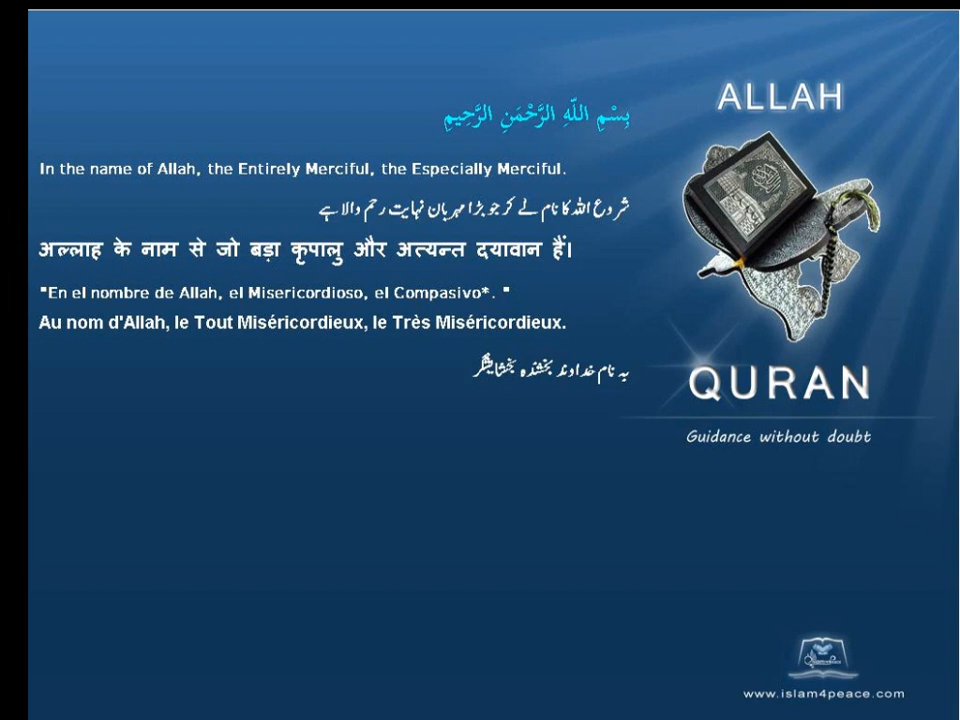 بِسْمِ اللَّهِ الرَّحْمَنِ الرَّحِيمِ
In the name of Allah, the Entirely Merciful, the Especially Merciful.
شروع الله کا نام لے کر جو بڑا مہربان نہایت رحم والا ہے
अल्लाह के नाम से जो बड़ा कृपालु और अत्यन्त दयावान हैं।
"En el nombre de Allah, el Misericordioso, el Compasivo*. "
Au nom d'Allah, le Tout Miséricordieux, le Très Miséricordieux.
به نام خداوند بخشنده بخشایشگر
ALLAH
QURAN
Guidance without doubt
www.islam4peace.com